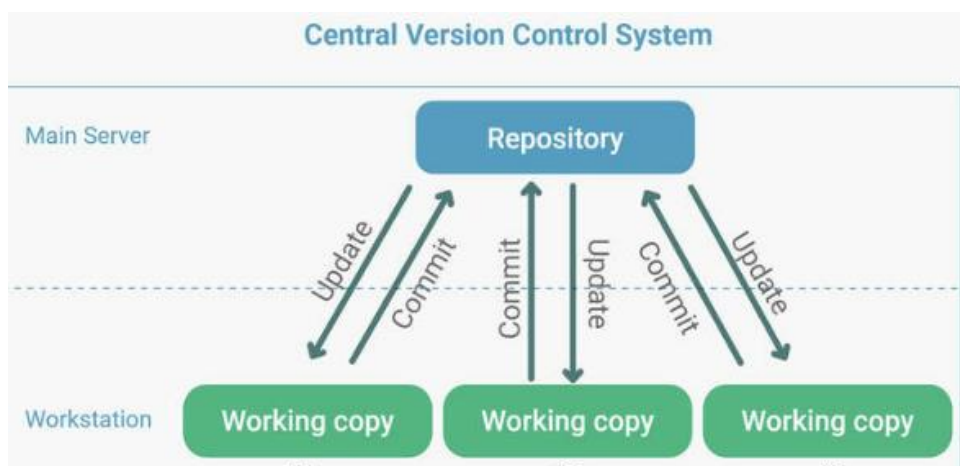 Central Version Control System
Main Server
Repository
Update
Commit
Commit
Update
Commit
Update
Workstation
Working copy
Working copy
Working copy